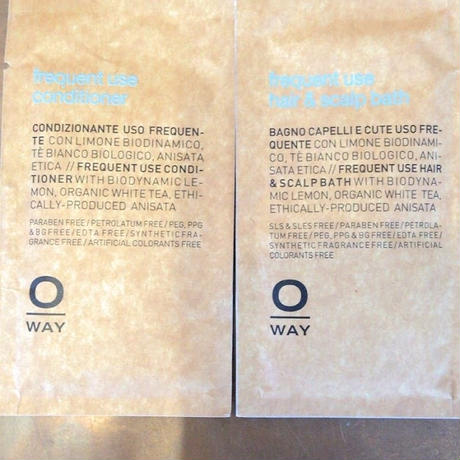 frequent use
conditioner
CONDIZIONANTE USO FREQUEN-
TE CON LIMONE BIODINAMICO,
TÈ BIANCO BIOLOGICO, ANISATA
ETICA // FREQUENT USE CONDI-
TIONER WITH BIODYNAMIC LE-
MON, ORGANIC WHITE TEA, ETHI-
CALLY-PRODUCED ANISATA
PARABEN FREE / PETROLATUM FREE / PEG, PPG
& BG FREE / EDTA FREE / SYNTHETIC FRA-
GRANCE FREE / ARTIFICIAL COLORANTS FREE
O
WAY
frequent use
hair & scalp bath
BAGNO CAPELLI E CUTE USO FRE-
QUENTE CON LIMONE BIODINAMI-
CO, TÈ BIANCO BIOLOGICO, ANI-
SATA ETICA // FREQUENT USE HAIR
& SCALP BATH WITH BIODYNA-
MIC LEMON, ORGANIC WHITE TEA,
ETHICALLY-PRODUCED ANISATA
SLS & SLES FREE / PARABEN FREE / PETROLA-
TUM FREE / PEG, PPG & BG FREE / EDTA FREE /
SYNTHETIC FRAGRANCE FREE / ARTIFICIAL
COLORANTS FREE
O
WAY